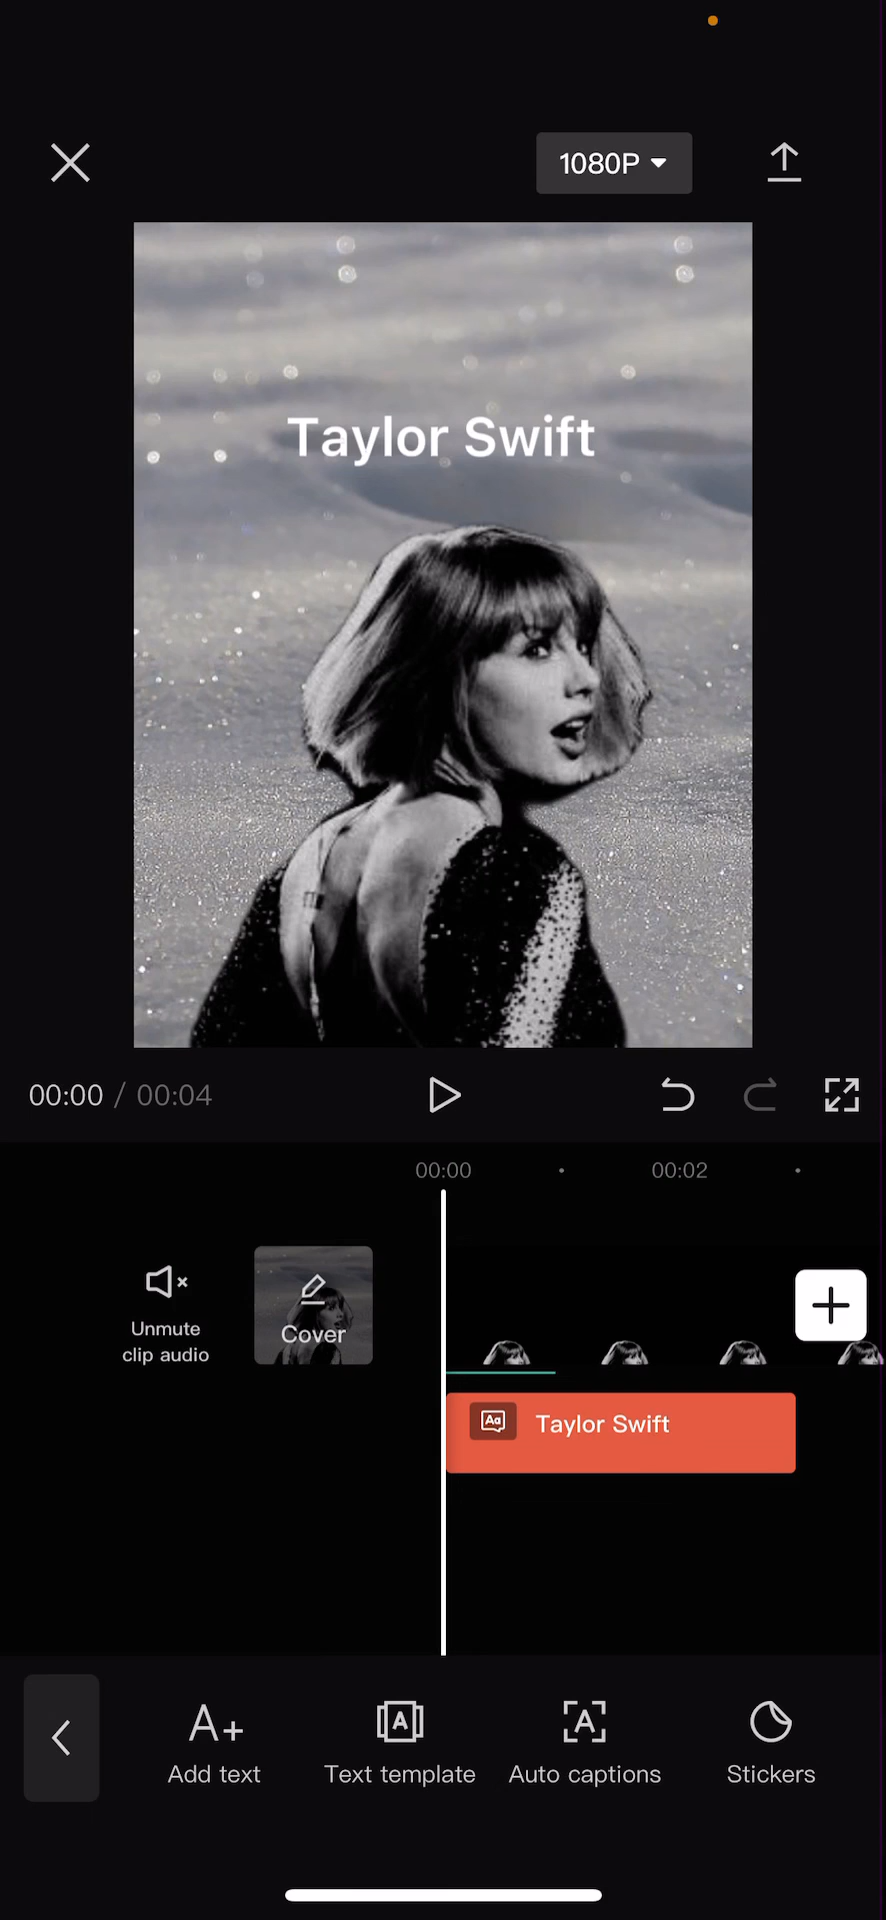 1080P
Taylor Swift
00:00 / 00:04
00:00
00:02
Unmute
clip audio
Cover
Aa
Taylor Swift
A+
Add text
A
Text template
A
Auto captions
Stickers